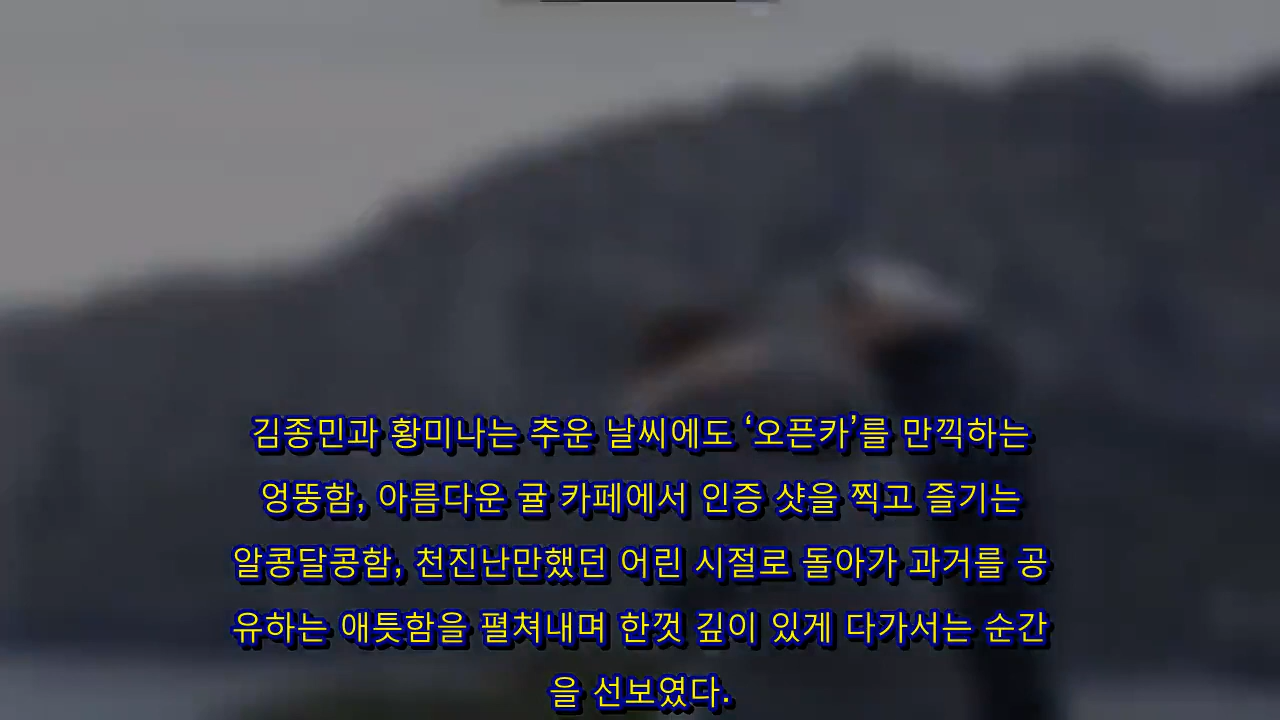 김종민과 황미나는 추운 날씨에도 ‘오픈카’를 만끽하는
엉뚱함, 아름다운 귤 카페에서 인증 샷을 찍고 즐기는
알콩달콩함, 천진난만했던 어린 시절로 돌아가 과거를 공
유하는 애틋함을 펼쳐내며 한껏 깊이 있게 다가서는 순간
을 선보였다.